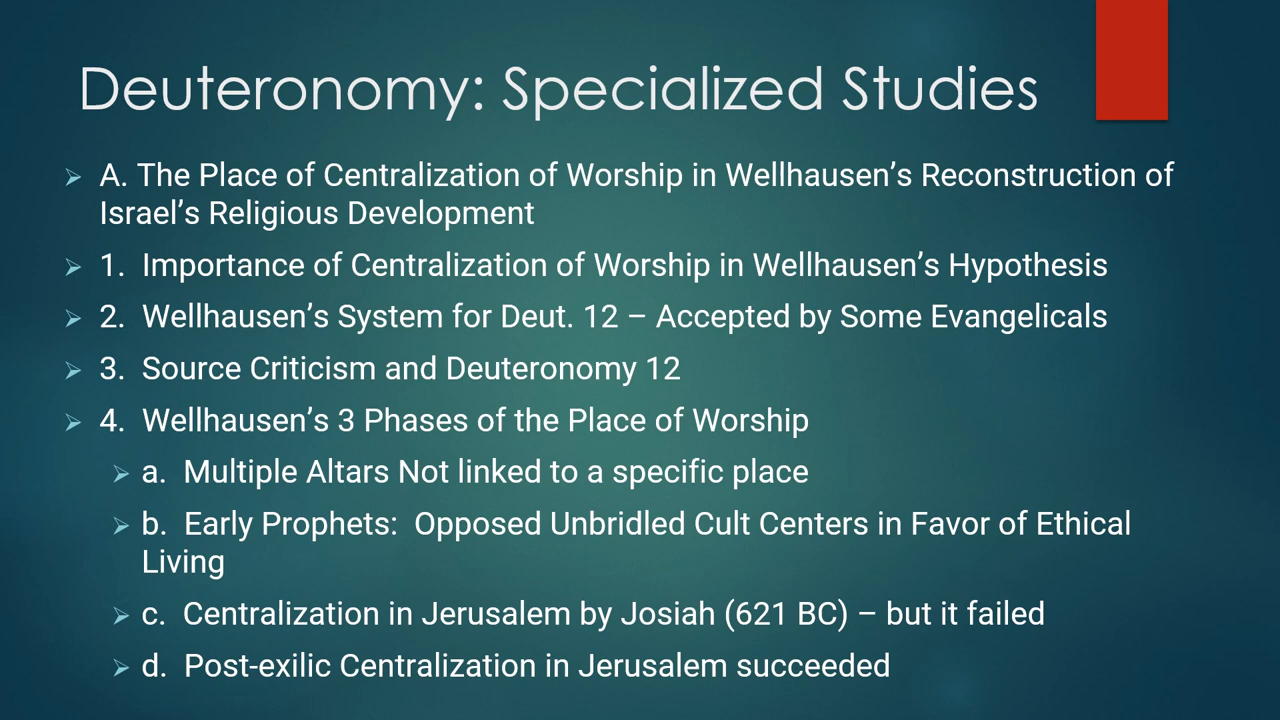 Deuteronomy: Specialized Studies
A. The Place of Centralization of Worship in Wellhausen’s Reconstruction of
Israel’s Religious Development
1.  Importance of Centralization of Worship in Wellhausen’s Hypothesis
2.  Wellhausen’s System for Deut. 12 – Accepted by Some Evangelicals
3.  Source Criticism and Deuteronomy 12
4.  Wellhausen’s 3 Phases of the Place of Worship
a.  Multiple Altars Not linked to a specific place
b.  Early Prophets:  Opposed Unbridled Cult Centers in Favor of Ethical
Living
c.  Centralization in Jerusalem by Josiah (621 BC) – but it failed
d.  Post-exilic Centralization in Jerusalem succeeded